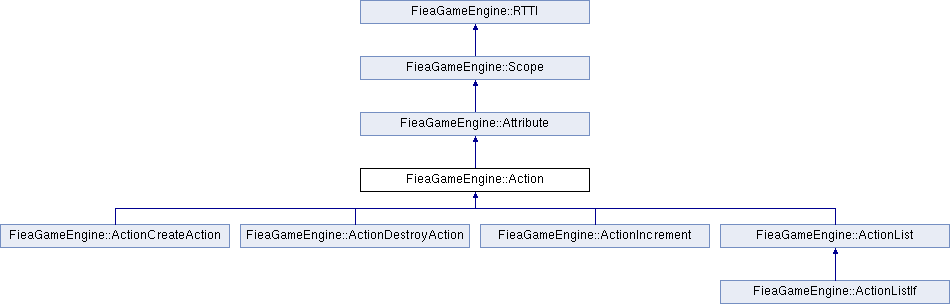 FieaGameEngine::RTTI
FieaGameEngine::Scope
FieaGameEngine::Attribute
FieaGameEngine::Action
FieaGameEngine::ActionCreateAction
FieaGameEngine::ActionDestroyAction
FieaGameEngine::ActionIncrement
FieaGameEngine::ActionList
FieaGameEngine::ActionListIf